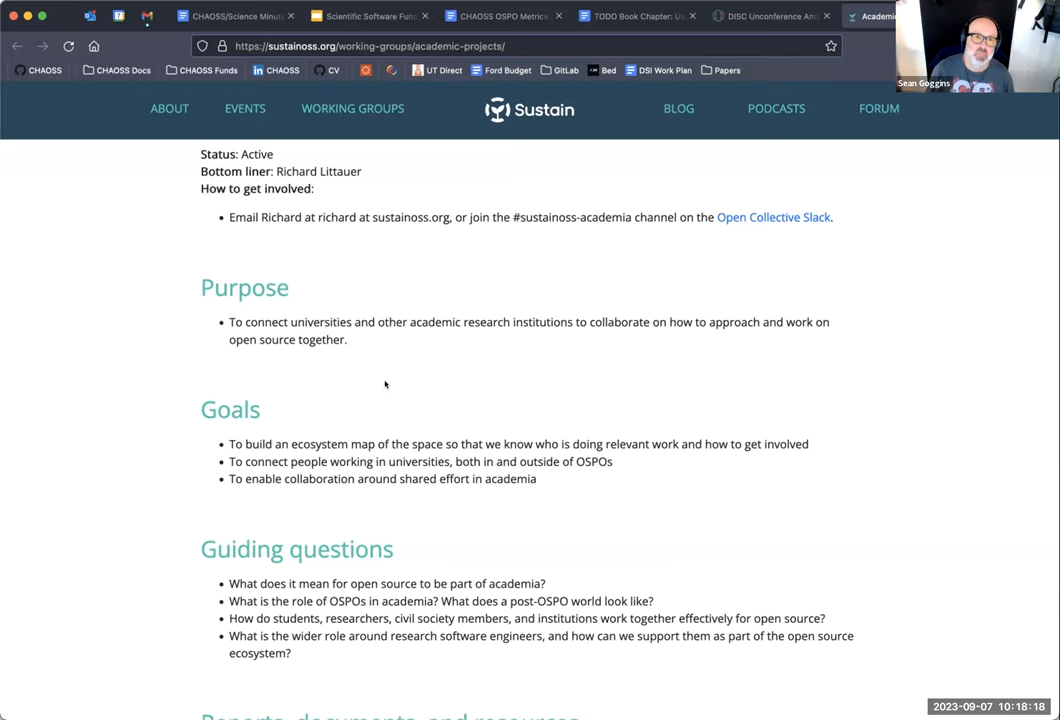 CHAOSS/Science Minute
Scientific Software Func
CHAOSS OSPO Metrics
TODO Book Chapter: Us
DISC Unconference Am
Academi
https://sustainoss.org/working-groups/academic-projects/
CHAOSS
CHAOSS Docs
CHAOSS Funds
CHAOSS
CV
UT Direct
Ford Budget
GitLab
Bed
DSI Work Plan
Papers
Sean Goggins
ABOUT
EVENTS
WORKING GROUPS
Sustain
BLOG
PODCASTS
FORUM
Status: Active
Bottom liner: Richard Littauer
How to get involved:
• Email Richard at richard at sustainoss.org, or join the #sustainoss-academia channel on the Open Collective Slack.
Purpose
• To connect universities and other academic research institutions to collaborate on how to approach and work on
open source together.
Goals
• To build an ecosystem map of the space so that we know who is doing relevant work and how to get involved
• To connect people working in universities, both in and outside of OSPOs
• To enable collaboration around shared effort in academia
Guiding questions
• What does it mean for open source to be part of academia?
• What is the role of OSPOs in academia? What does a post-OSPO world look like?
• How do students, researchers, civil society members, and institutions work together effectively for open source?
• What is the wider role around research software engineers, and how can we support them as part of the open source
ecosystem?
Reports, documents, and resources
2023-09-07 10:18:18